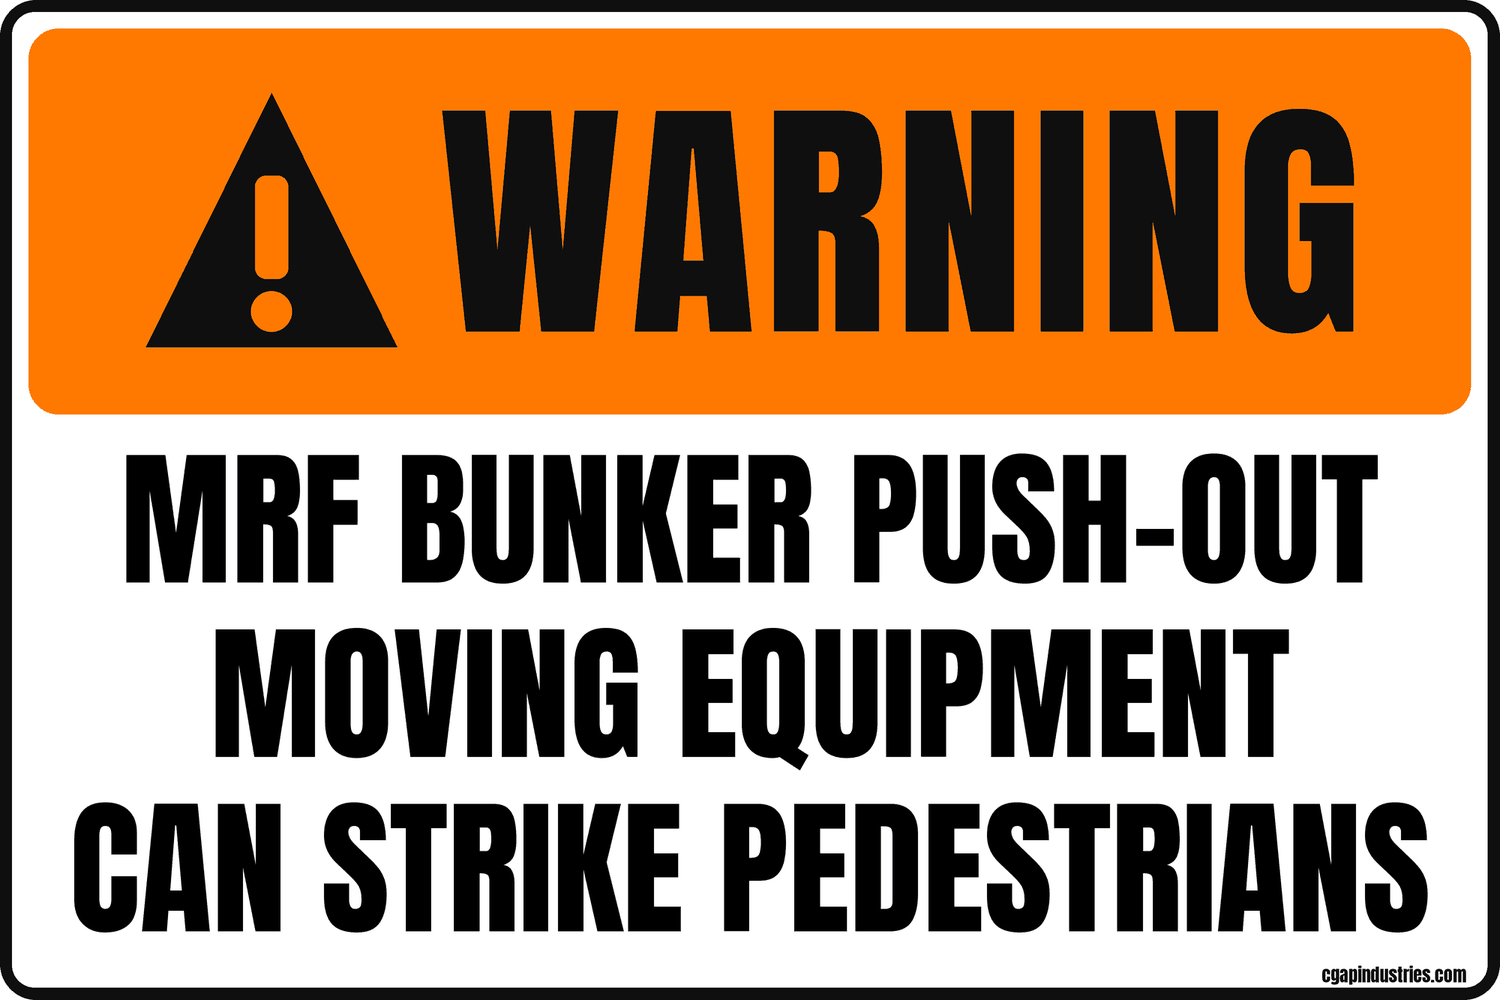 WARNING
MRF BUNKER PUSH-OUT
MOVING EQUIPMENT
CAN STRIKE PEDESTRIANS
cgapindustries.com